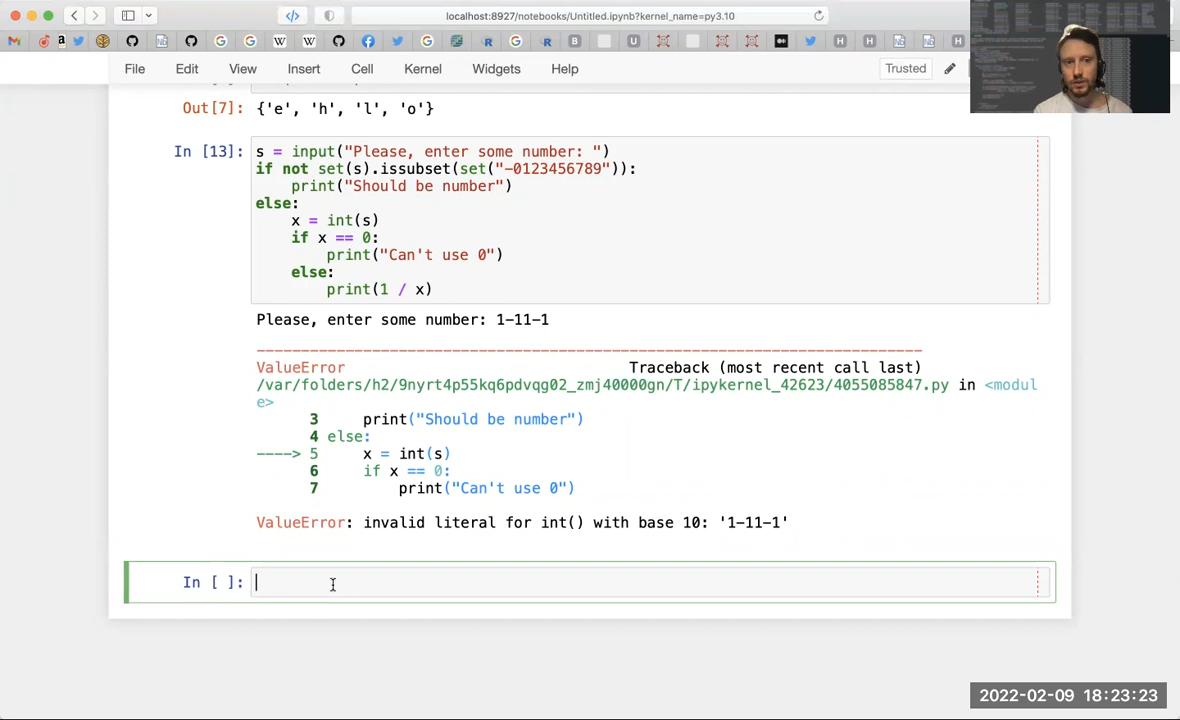 localhost:8927/notebooks/Untitled.ipynb?kernel_name=py3.10
File Edit View Insert Cell Kernel Widgets Help Trusted
Out[7]: {'e', 'h', 'l', 'o'}
In [13]: s = input("Please, enter some number: ")
if not set(s).issubset(set("-0123456789")):
print("Should be number")
else:
x = int(s)
if x == 0:
print("Can't use 0")
else:
print(1 / x)
Please, enter some number: 1-11-1
---------------------------------------------------------------------------
ValueError Traceback (most recent call last)
/var/folders/h2/9nyrt4p55kq6pdvqg02_zmj40000gn/T/ipykernel_42623/4055085847.py in <modul
e>
3 print("Should be number")
4 else:
----> 5 x = int(s)
6 if x == 0:
7 print("Can't use 0")
ValueError: invalid literal for int() with base 10: '1-11-1'
In [ ]:
2022-02-09 18:23:23